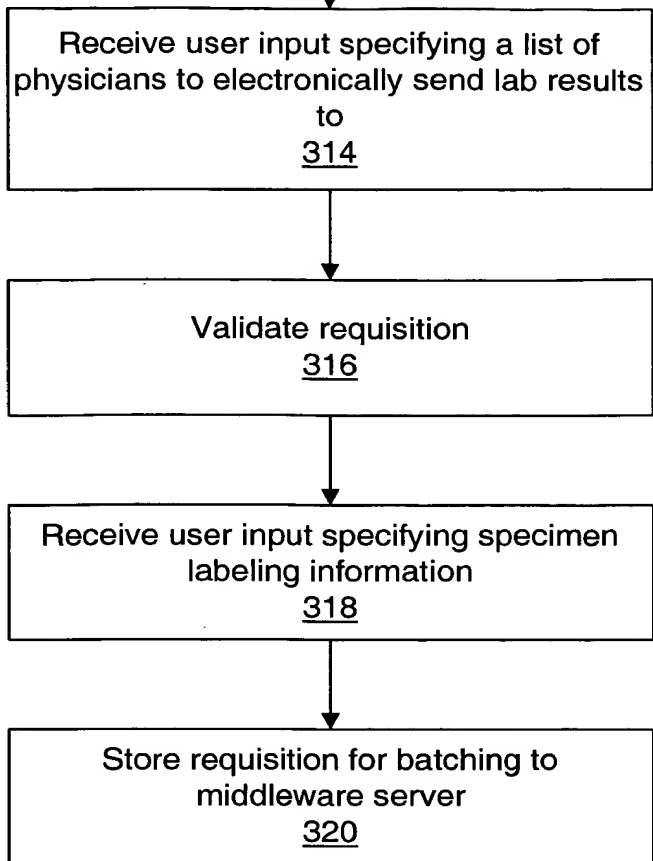 Receive user input specifying a list of
physicians to electronically send lab results
to
314
Validate requisition
316
Receive user input specifying specimen
labeling information
318
Store requisition for batching to
middleware server
320